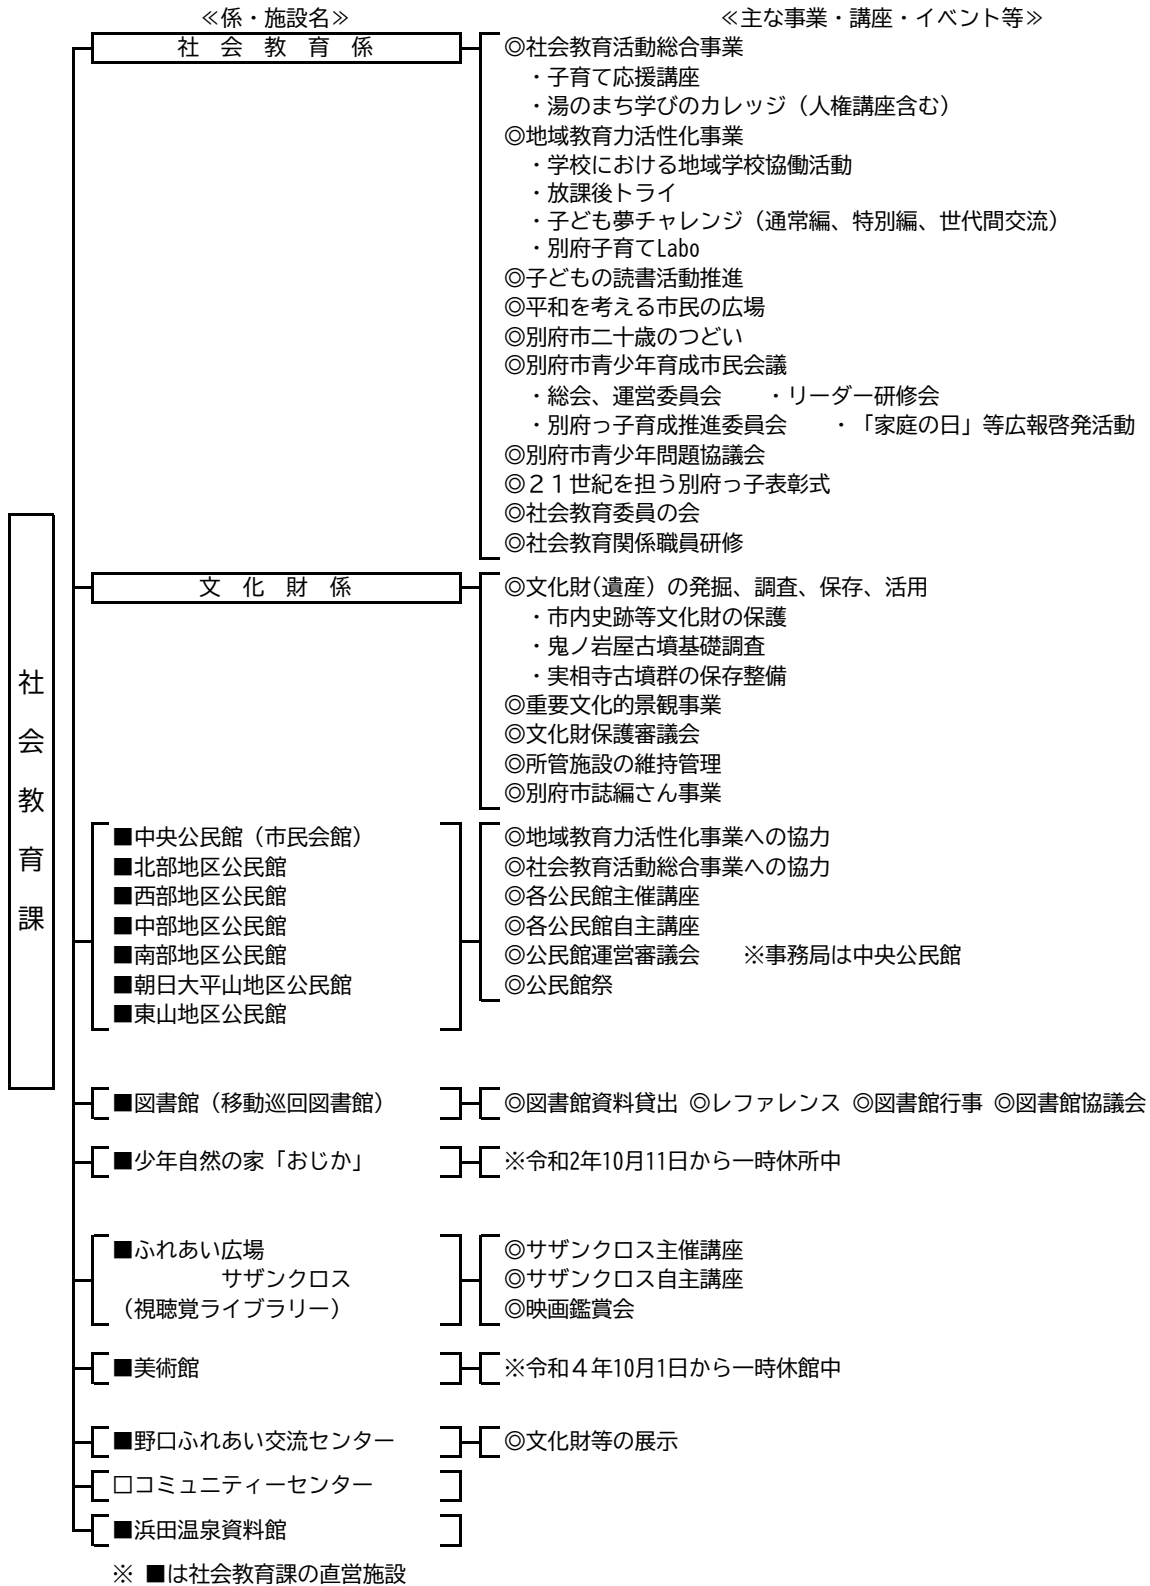 ≪係・施設名≫
≪主な事業・講座・イベント等≫
社会教育課
社会教育係
◎社会教育活動総合事業
・子育て応援講座
・湯のまち学びのカレッジ（人権講座含む）
◎地域教育力活性化事業
・学校における地域学校協働活動
・放課後トライ
・子ども夢チャレンジ（通常編、特別編、世代間交流）
・別府子育てLabo
◎子どもの読書活動推進
◎平和を考える市民の広場
◎別府市二十歳のつどい
◎別府市青少年育成市民会議
・総会、運営委員会　　・リーダー研修会
・別府っ子育成推進委員会　　・「家庭の日」等広報啓発活動
◎別府市青少年問題協議会
◎２１世紀を担う別府っ子表彰式
◎社会教育委員の会
◎社会教育関係職員研修
文化財係
◎文化財(遺産）の発掘、調査、保存、活用
・市内史跡等文化財の保護
・鬼ノ岩屋古墳基礎調査
・実相寺古墳群の保存整備
◎重要文化的景観事業
◎文化財保護審議会
◎所管施設の維持管理
◎別府市誌編さん事業
■中央公民館（市民会館）
■北部地区公民館
■西部地区公民館
■中部地区公民館
■南部地区公民館
■朝日大平山地区公民館
■東山地区公民館
◎地域教育力活性化事業への協力
◎社会教育活動総合事業への協力
◎各公民館主催講座
◎各公民館自主講座
◎公民館運営審議会　　※事務局は中央公民館
◎公民館祭
■図書館（移動巡回図書館）
◎図書館資料貸出 ◎レファレンス ◎図書館行事 ◎図書館協議会
■少年自然の家「おじか」
※令和2年10月11日から一時休所中
■ふれあい広場
サザンクロス
（視聴覚ライブラリー）
◎サザンクロス主催講座
◎サザンクロス自主講座
◎映画鑑賞会
■美術館
※令和４年10月1日から一時休館中
■野口ふれあい交流センター
◎文化財等の展示
□コミュニティーセンター
■浜田温泉資料館
※ ■は社会教育課の直営施設